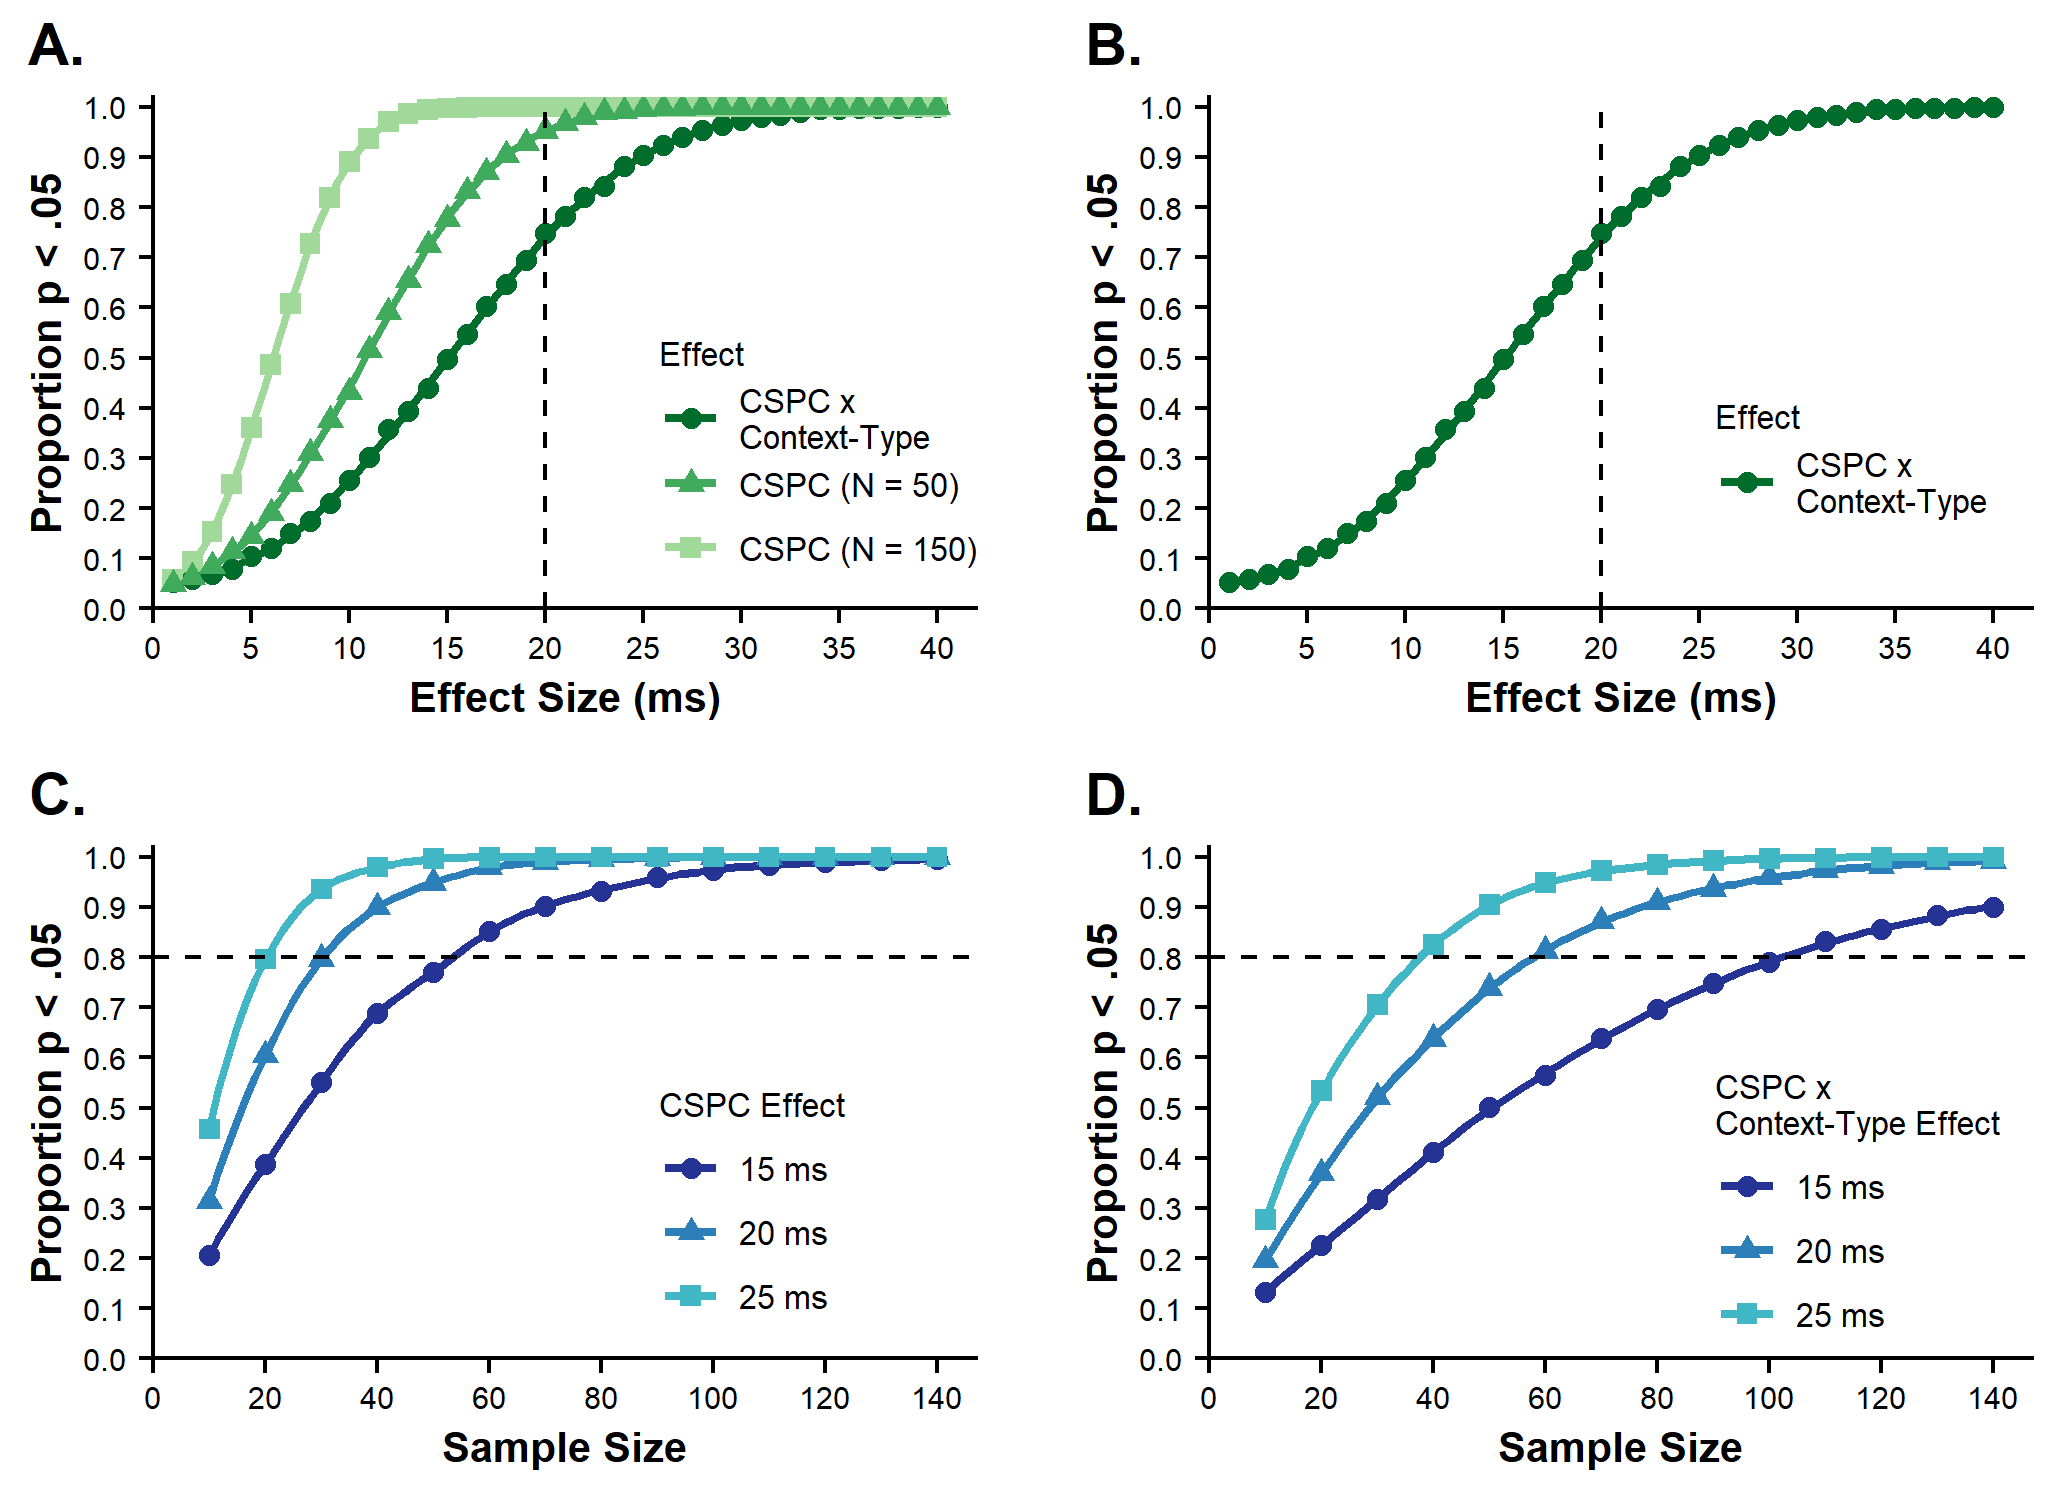 A.
Proportion p < .05
1.0
0.9
0.8
0.7
0.6
0.5
0.4
0.3
0.2
0.1
0.0
Effect
CSPC x
Context-Type
CSPC (N = 50)
CSPC (N = 150)
0 5 10 15 20 25 30 35 40
Effect Size (ms)
B.
Proportion p < .05
1.0
0.9
0.8
0.7
0.6
0.5
0.4
0.3
0.2
0.1
0.0
Effect
CSPC x
Context-Type
0 5 10 15 20 25 30 35 40
Effect Size (ms)
C.
Proportion p < .05
1.0
0.9
0.8
0.7
0.6
0.5
0.4
0.3
0.2
0.1
0.0
CSPC Effect
15 ms
20 ms
25 ms
0 20 40 60 80 100 120 140
Sample Size
D.
Proportion p < .05
1.0
0.9
0.8
0.7
0.6
0.5
0.4
0.3
0.2
0.1
0.0
CSPC x
Context-Type Effect
15 ms
20 ms
25 ms
0 20 40 60 80 100 120 140
Sample Size